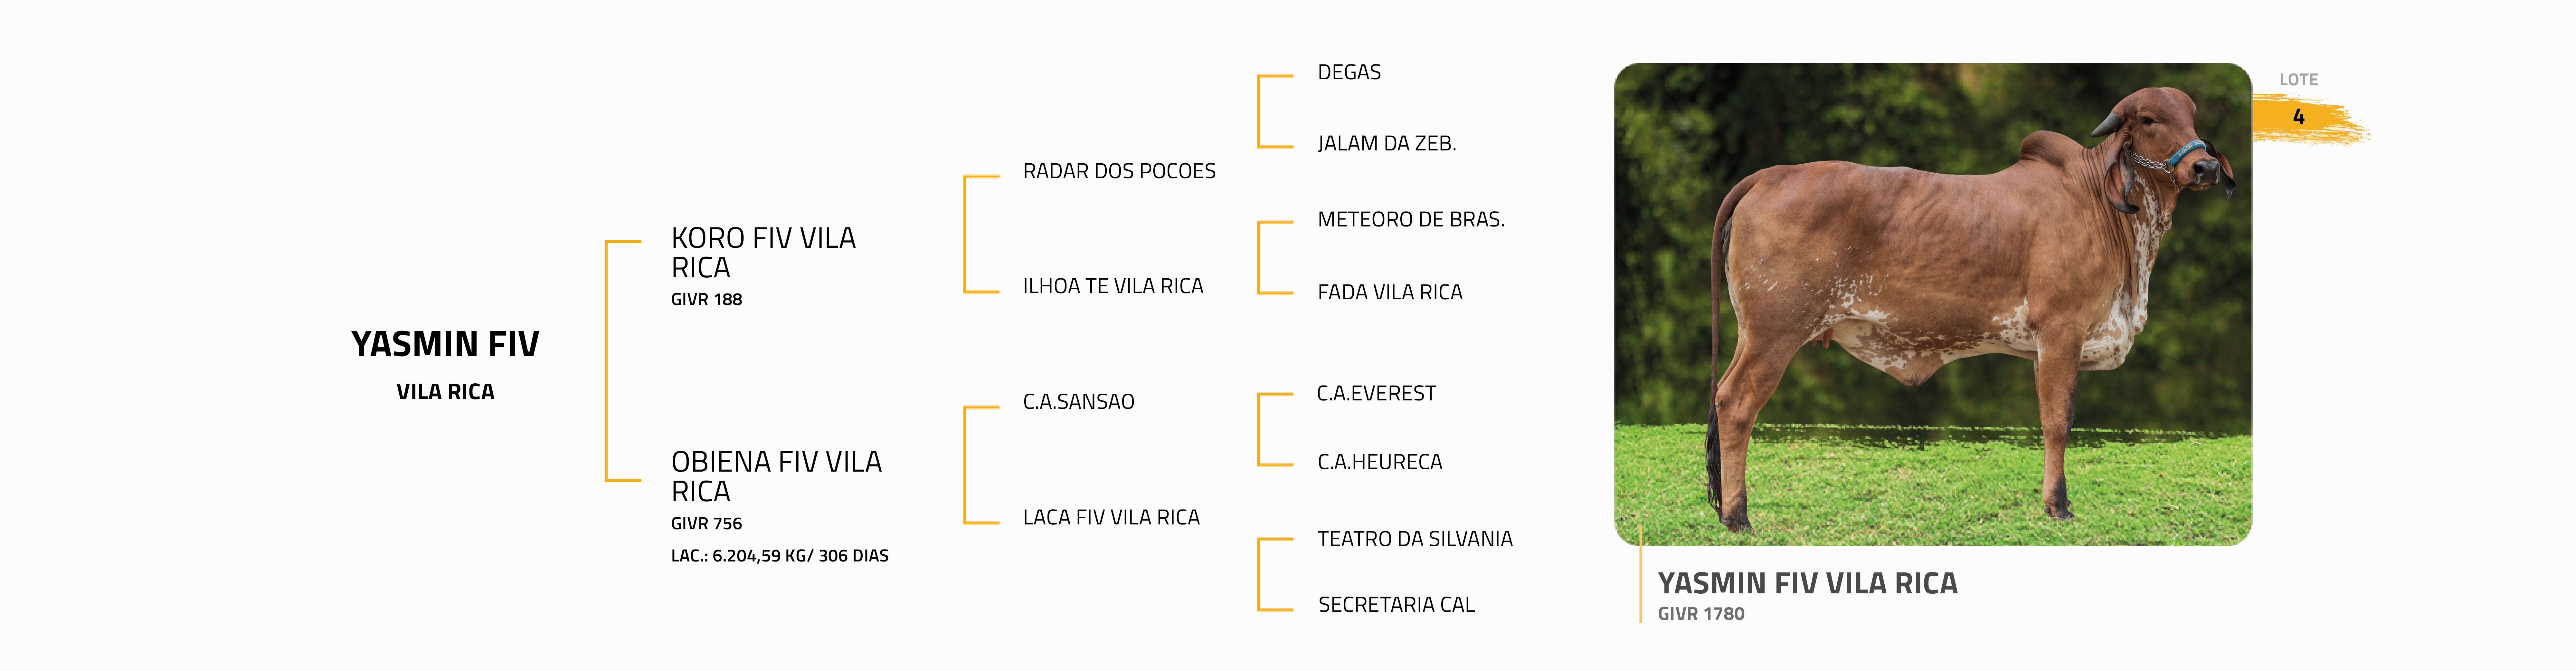 YASMIN FIV
VILA RICA
KORO FIV VILA
RICA
GIVR 188
OBIENA FIV VILA
RICA
GIVR 756
LAC.: 6.204,59 KG/ 306 DIAS
RADAR DOS POCOES
ILHOA TE VILA RICA
C.A.SANSAO
LACA FIV VILA RICA
DEGAS
JALAM DA ZEB.
METEORO DE BRAS.
FADA VILA RICA
C.A.EVEREST
C.A.HEURECA
TEATRO DA SILVANIA
SECRETARIA CAL
LOTE
4
YASMIN FIV VILA RICA
GIVR 1780